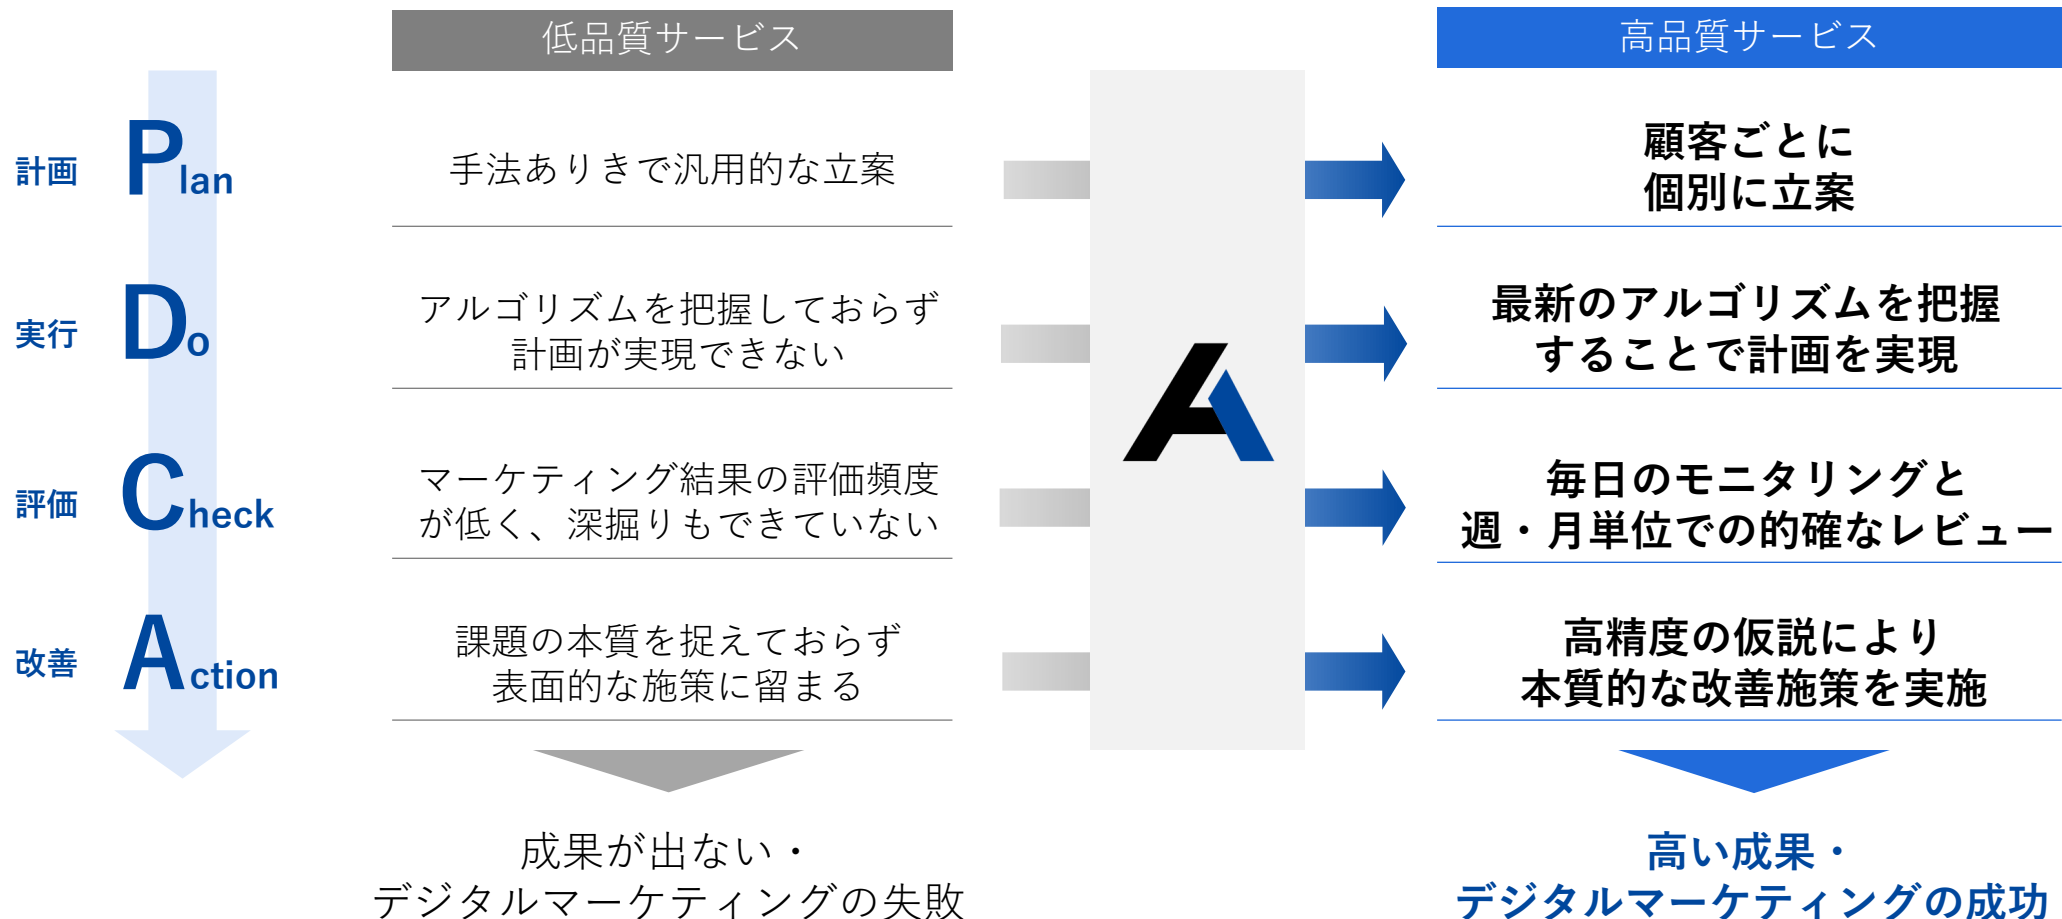 低品質サービス
高品質サービス
計画
Plan
手法ありきで汎用的な立案
顧客ごとに
個別に立案
実行
Do
アルゴリズムを把握しておらず
計画が実現できない
最新のアルゴリズムを把握
することで計画を実現
評価
Check
マーケティング結果の評価頻度
が低く、深掘りもできていない
毎日のモニタリングと
週・月単位での的確なレビュー
改善
Action
課題の本質を捉えておらず
表面的な施策に留まる
高精度の仮説により
本質的な改善施策を実施
成果が出ない・
デジタルマーケティングの失敗
高い成果・
デジタルマーケティングの成功